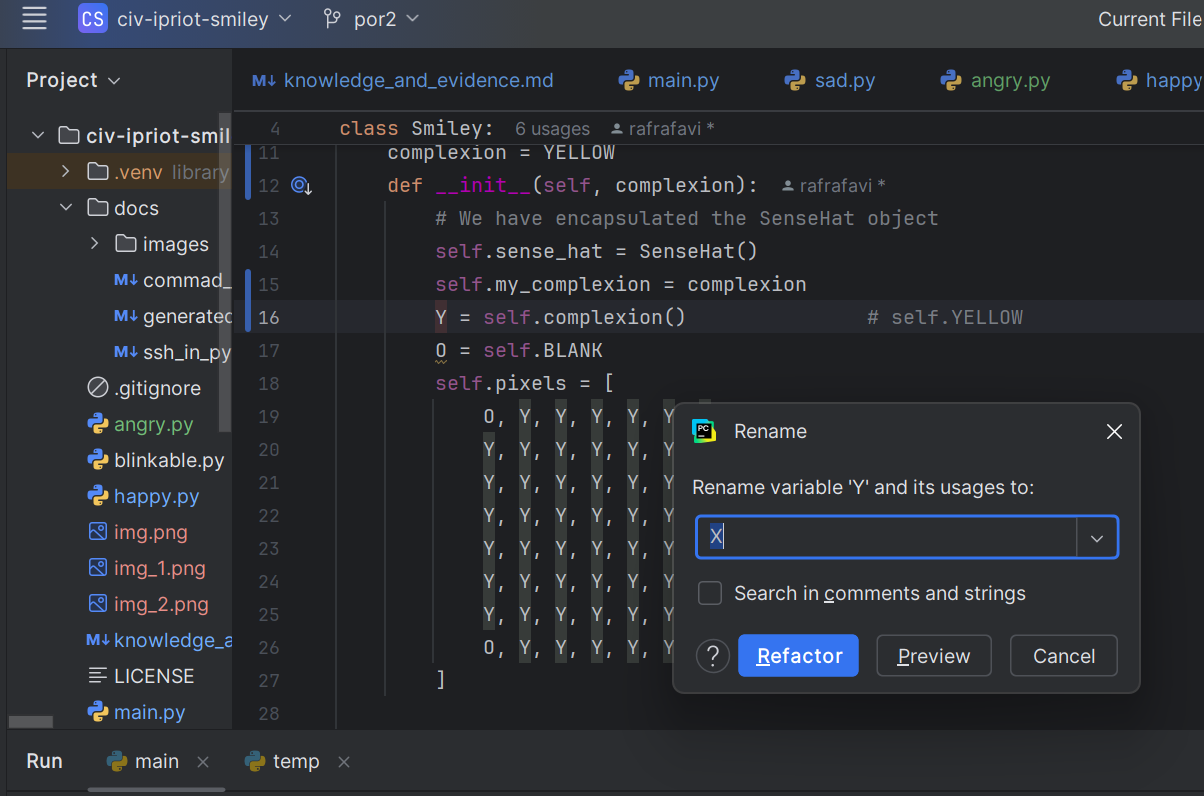 CS civ-ipriot-smiley por2 Current File
Project
knowledge_and_evidence.md main.py sad.py angry.py happy
civ-ipriot-smil
.venv library
docs
images
commad_
generated
ssh_in_py
.gitignore
angry.py
blinkable.py
happy.py
img.png
img_1.png
img_2.png
knowledge_a
LICENSE
main.py
4 class Smiley: 6 usages rafrafavi *
11 complexion = YELLOW
12 def __init__(self, complexion): rafrafavi *
13 # We have encapsulated the SenseHat object
14 self.sense_hat = SenseHat()
15 self.my_complexion = complexion
16 Y = self.complexion() # self.YELLOW
17 O = self.BLANK
18 self.pixels = [
19 O, Y, Y, Y, Y, Y
20 Y, Y, Y, Y, Y, Y
21 Y, Y, Y, Y, Y, Y
22 Y, Y, Y, Y, Y, Y
23 Y, Y, Y, Y, Y, Y
24 Y, Y, Y, Y, Y, Y
25 Y, Y, Y, Y, Y, Y
26 O, Y, Y, Y, Y, Y
27 ]
28
PC Rename
Rename variable 'Y' and its usages to:
X
Search in comments and strings
? Refactor Preview Cancel
Run main temp